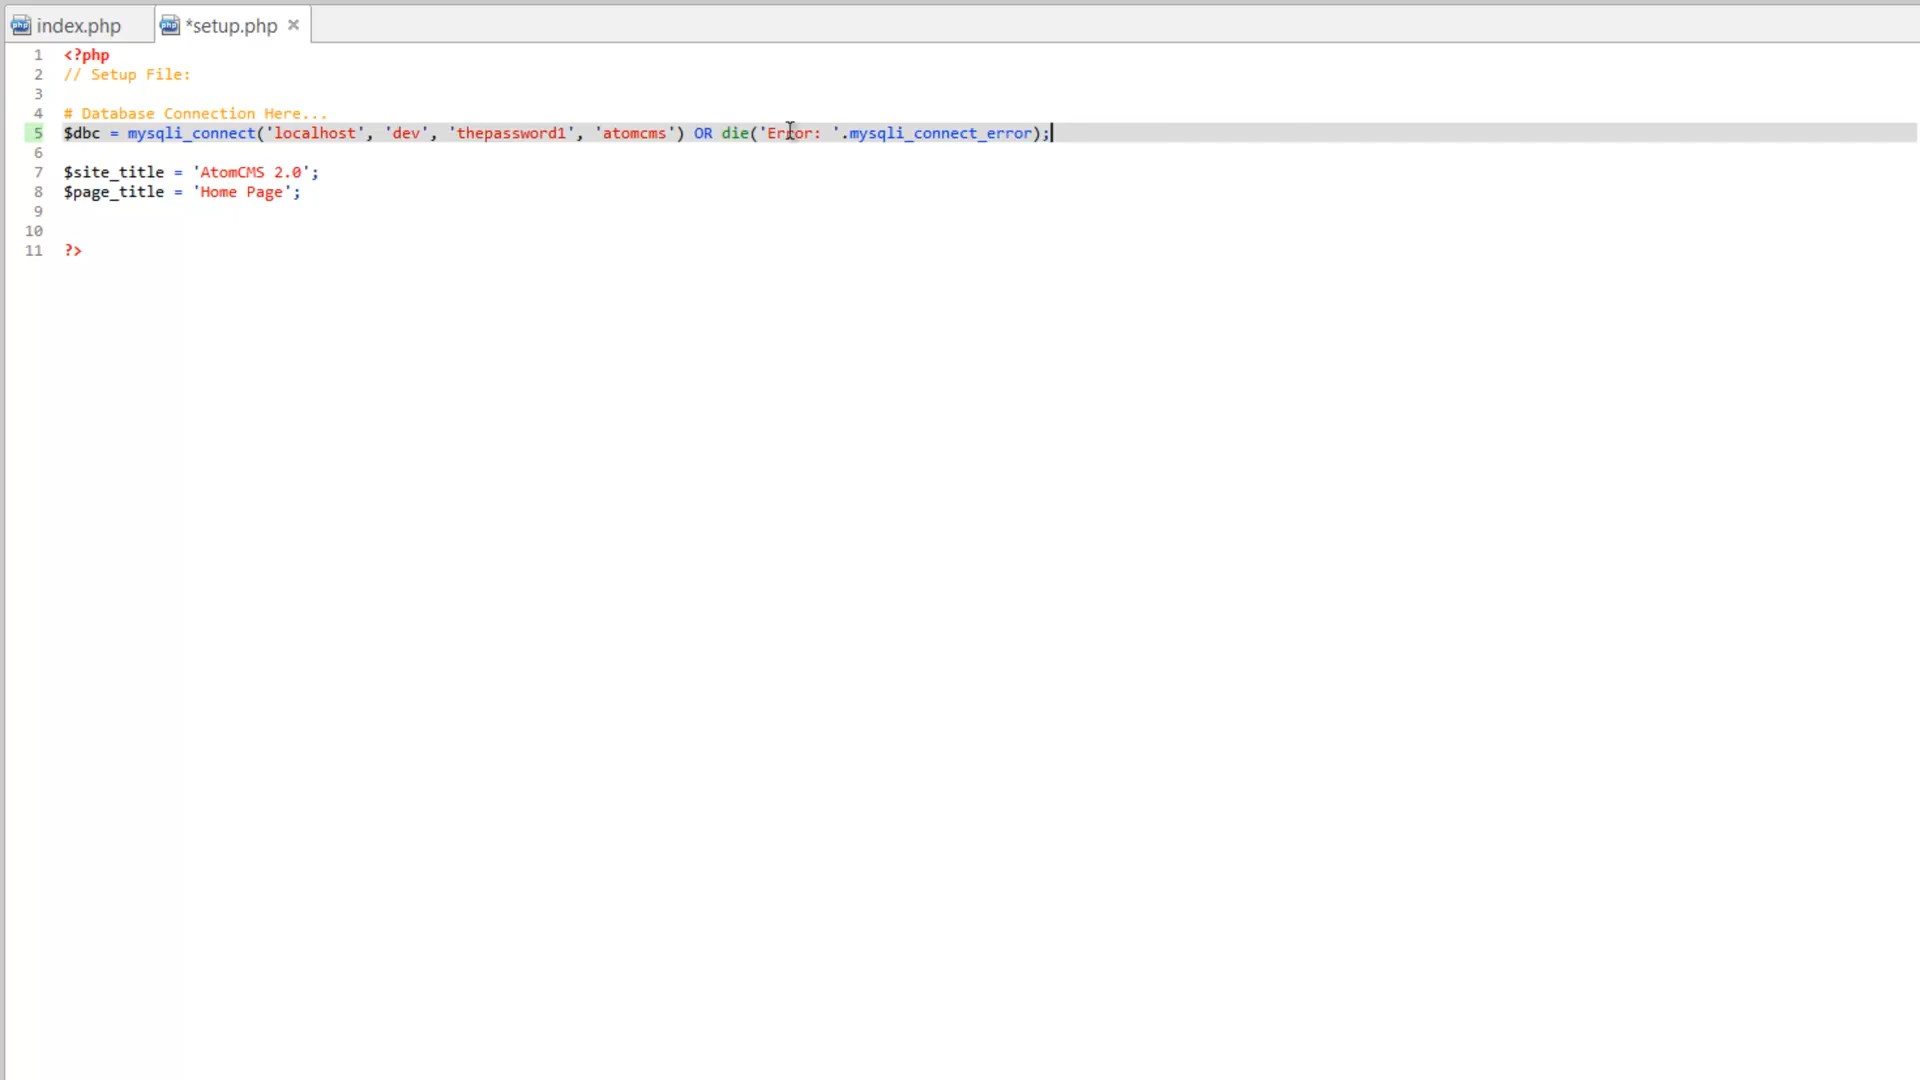 index.php
*setup.php
1 <?php
2 // Setup File:
3
4 # Database Connection Here...
5 $dbc = mysqli_connect('localhost', 'dev', 'thepassword1', 'atomcms') OR die('Error: '.mysqli_connect_error);
6
7 $site_title = 'AtomCMS 2.0';
8 $page_title = 'Home Page';
9
10
11 ?>